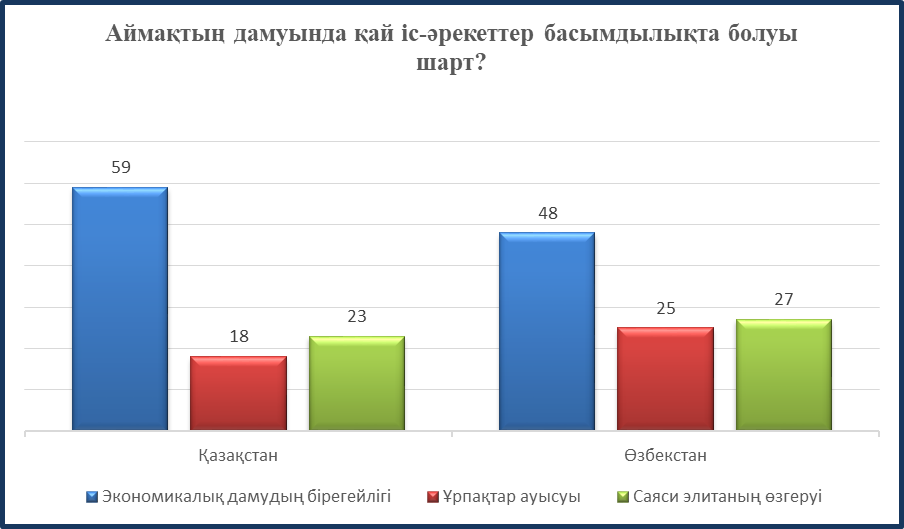 Аймақтың дамуында қай іс-әрекеттер басымдылықта болуы
шарт?
59
18
23
48
25
27
Қазақстан
Өзбекстан
Экономикалық дамудың бірегейлігі
Ұрпақтар ауысуы
Саяси элитаның өзгеруі